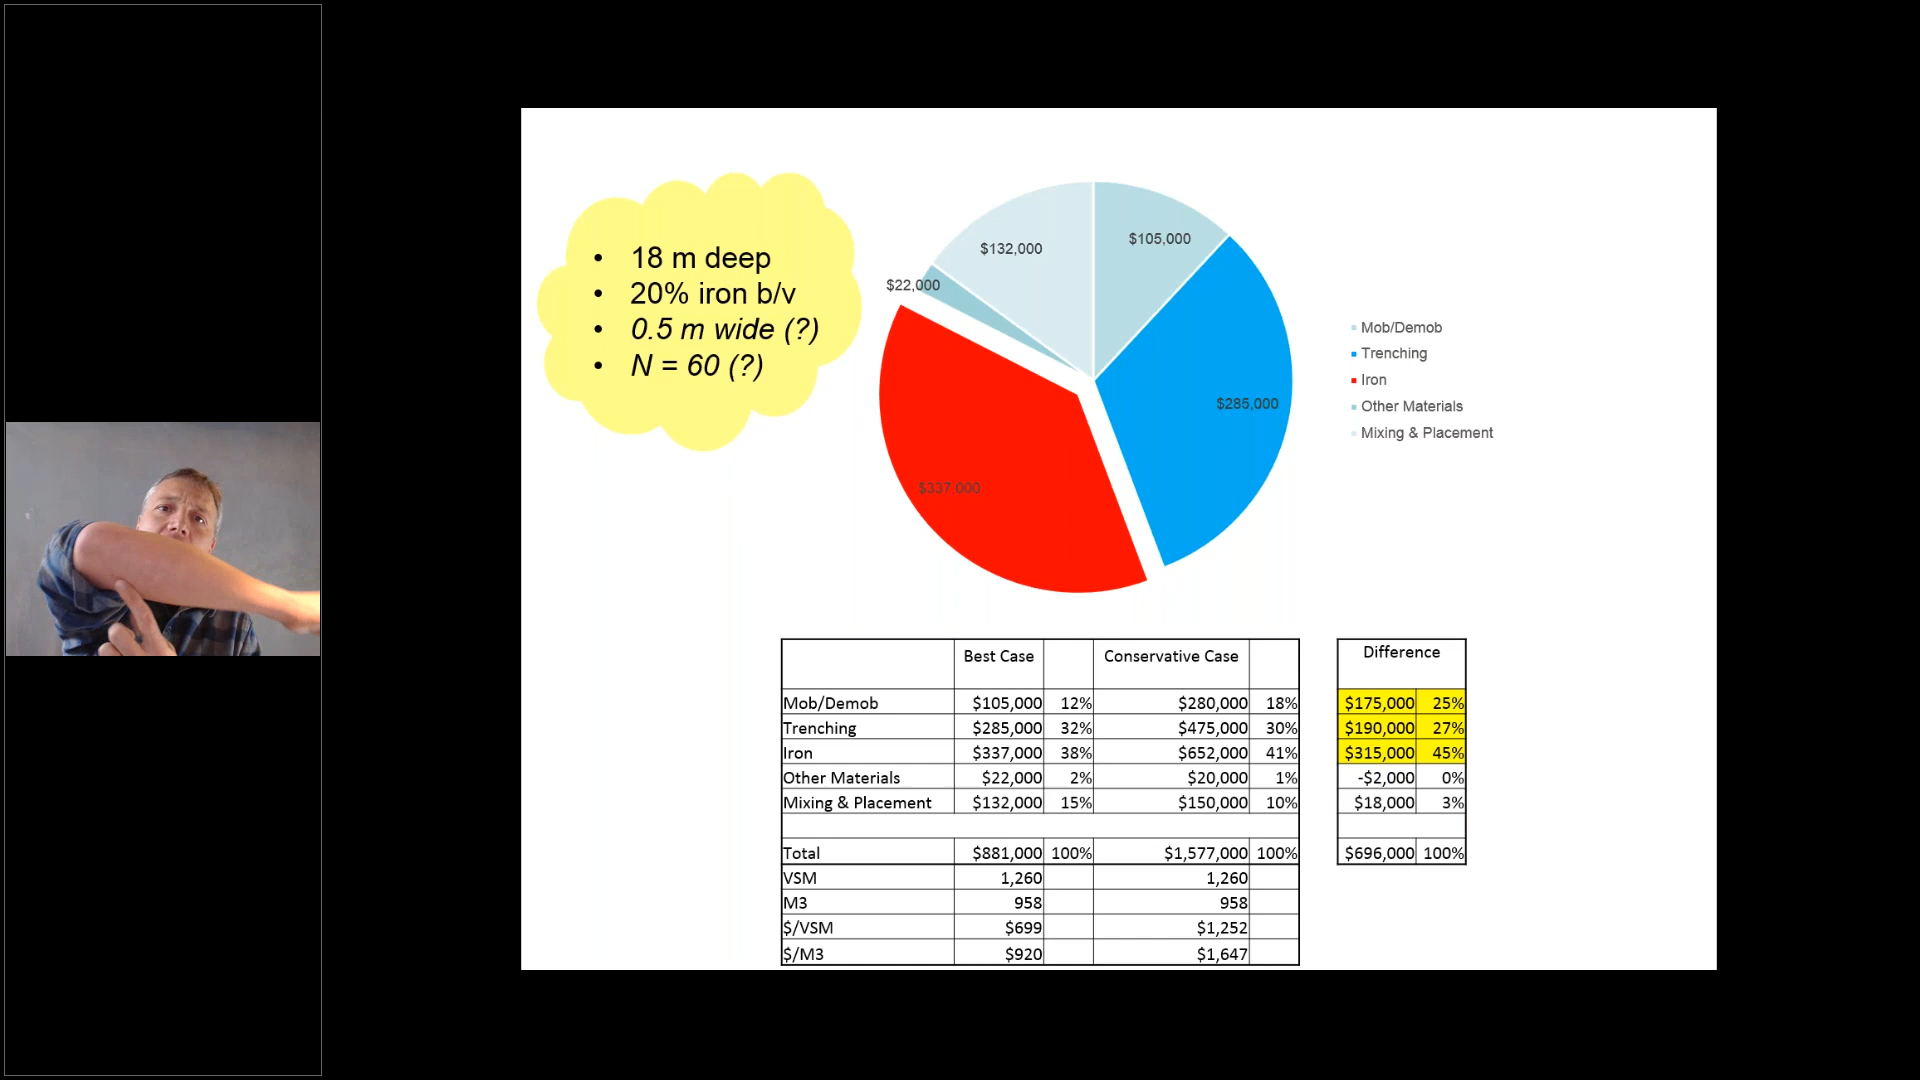 • 18 m deep
• 20% iron b/v
• 0.5 m wide (?)
• N = 60 (?)
$132,000
$105,000
$22,000
$285,000
$337,000
Mob/Demob
Trenching
Iron
Other Materials
Mixing & Placement
Best Case Conservative Case Difference
Mob/Demob $105,000 12% $280,000 18% $175,000 25%
Trenching $285,000 32% $475,000 30% $190,000 27%
Iron $337,000 38% $652,000 41% $315,000 45%
Other Materials $22,000 2% $20,000 1% -$2,000 0%
Mixing & Placement $132,000 15% $150,000 10% $18,000 3%
Total $881,000 100% $1,577,000 100% $696,000 100%
VSM 1,260 1,260
M3 958 958
$/VSM $699 $1,252
$/M3 $920 $1,647